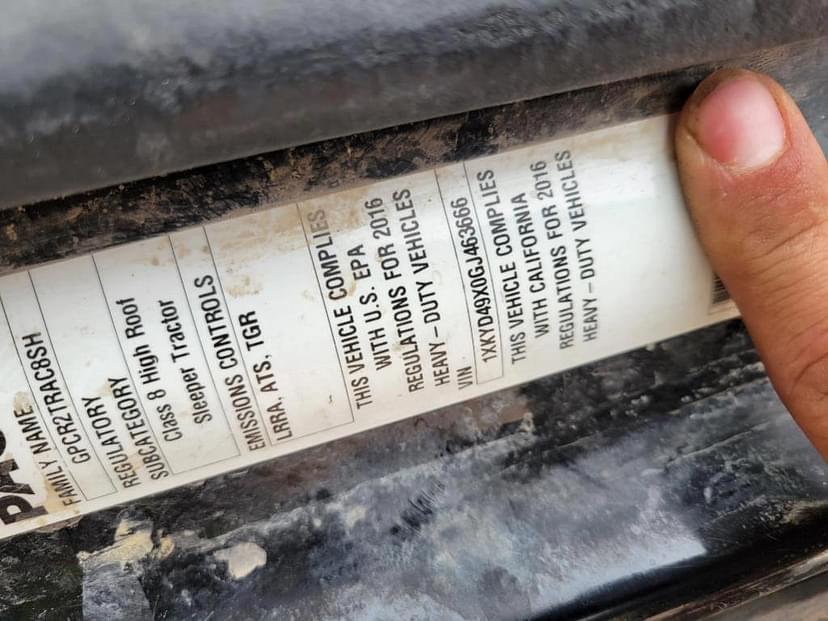 FAMILY NAME
GPCR2TRAC8SH
REGULATORY
SUBCATEGORY
Class 8 High Roof
Sleeper Tractor
EMISSIONS CONTROLS
LRRA, ATS, TGR
THIS VEHICLE COMPLIES
WITH U.S. EPA
REGULATIONS FOR 2016
HEAVY – DUTY VEHICLES
VIN
1XKYD49X0GJ463666
THIS VEHICLE COMPLIES
WITH CALIFORNIA
REGULATIONS FOR 2016
HEAVY – DUTY VEHICLES